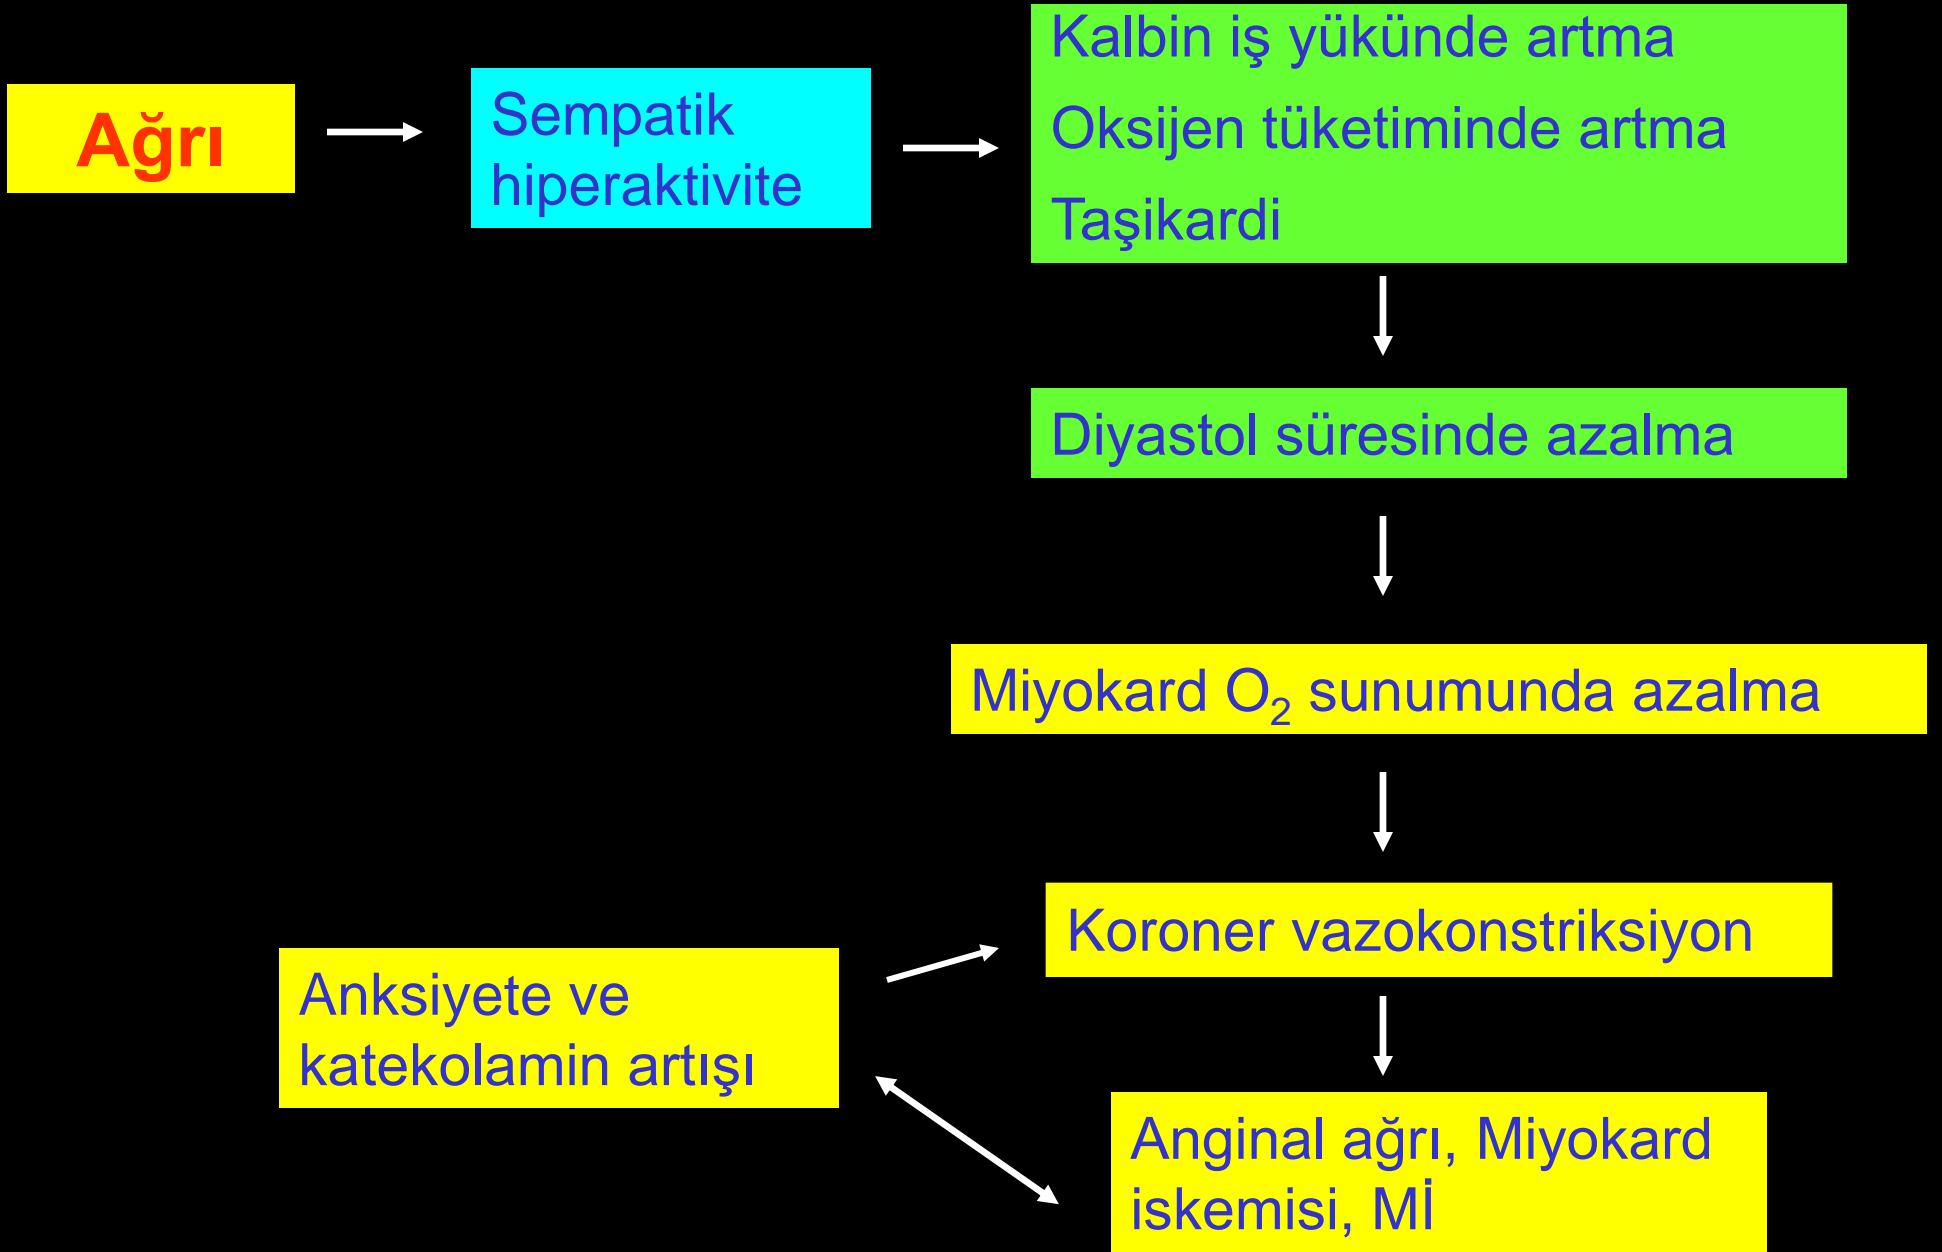 Ağrı
Sempatik
hiperaktivite
Kalbin iş yükünde artma
Oksijen tüketiminde artma
Taşikardi
Diyastol süresinde azalma
Miyokard O₂ sunumunda azalma
Koroner vazokonstriksiyon
Anksiyete ve
katekolamin artışı
Anginal ağrı, Miyokard
iskemisi, Mİ